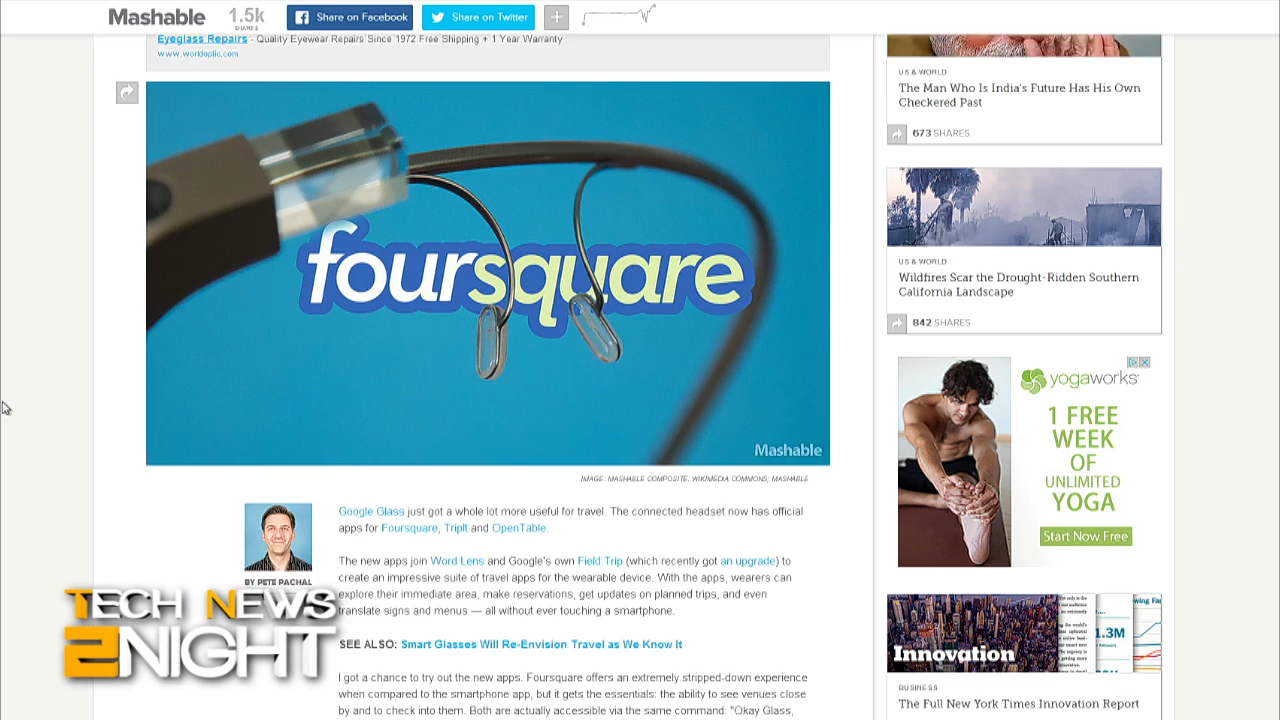 Mashable
1.5k
SHARES
Share on Facebook
Share on Twitter
Eyeglass Repairs - Quality Eyewear Repairs Since 1972 Free Shipping + 1 Year Warranty
www.worldoptic.com
foursquare
Mashable
IMAGE: MASHABLE COMPOSITE. WIKIMEDIA COMMONS; MASHABLE
BY PETE PACHAL
Google Glass just got a whole lot more useful for travel. The connected headset now has official
apps for Foursquare, TripIt and OpenTable.
The new apps join Word Lens and Google's own Field Trip (which recently got an upgrade) to
create an impressive suite of travel apps for the wearable device. With the apps, wearers can
explore their immediate area, make reservations, get updates on planned trips, and even
translate signs and menus — all without ever touching a smartphone.
SEE ALSO: Smart Glasses Will Re-Envision Travel as We Know It
I got a chance to try out the new apps. Foursquare offers an extremely stripped-down experience
when compared to the smartphone app, but it gets the essentials: the ability to see venues close
by and to check into them. Both are actually accessible via the same command: "Okay Glass,
TECH NEWS
2NIGHT
US & WORLD
The Man Who Is India's Future Has His Own
Checkered Past
673 SHARES
US & WORLD
Wildfires Scar the Drought-Ridden Southern
California Landscape
842 SHARES
yogaworks
1 FREE
WEEK
OF
UNLIMITED
YOGA
Start Now Free
Innovation
1.3M
BUSINESS
The Full New York Times Innovation Report